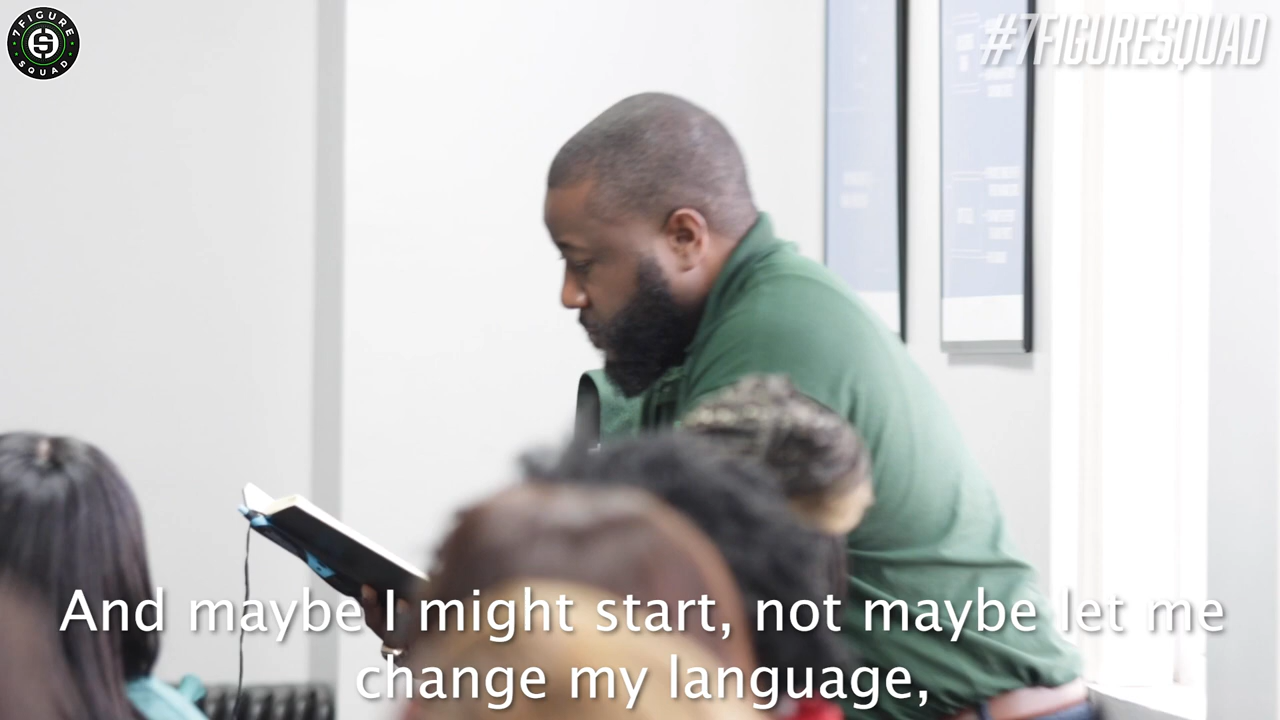 7FIGURE
SQUAD
#7FIGURESQUAD
And maybe I might start, not maybe let me
change my language,